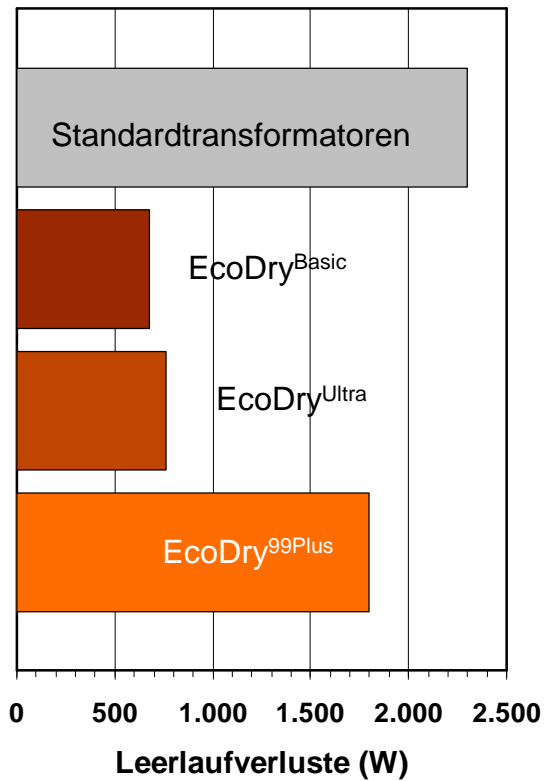 Standardtransformatoren
EcoDryBasic
EcoDryUltra
EcoDry99Plus
0 500 1.000 1.500 2.000 2.500
Leerlaufverluste (W)